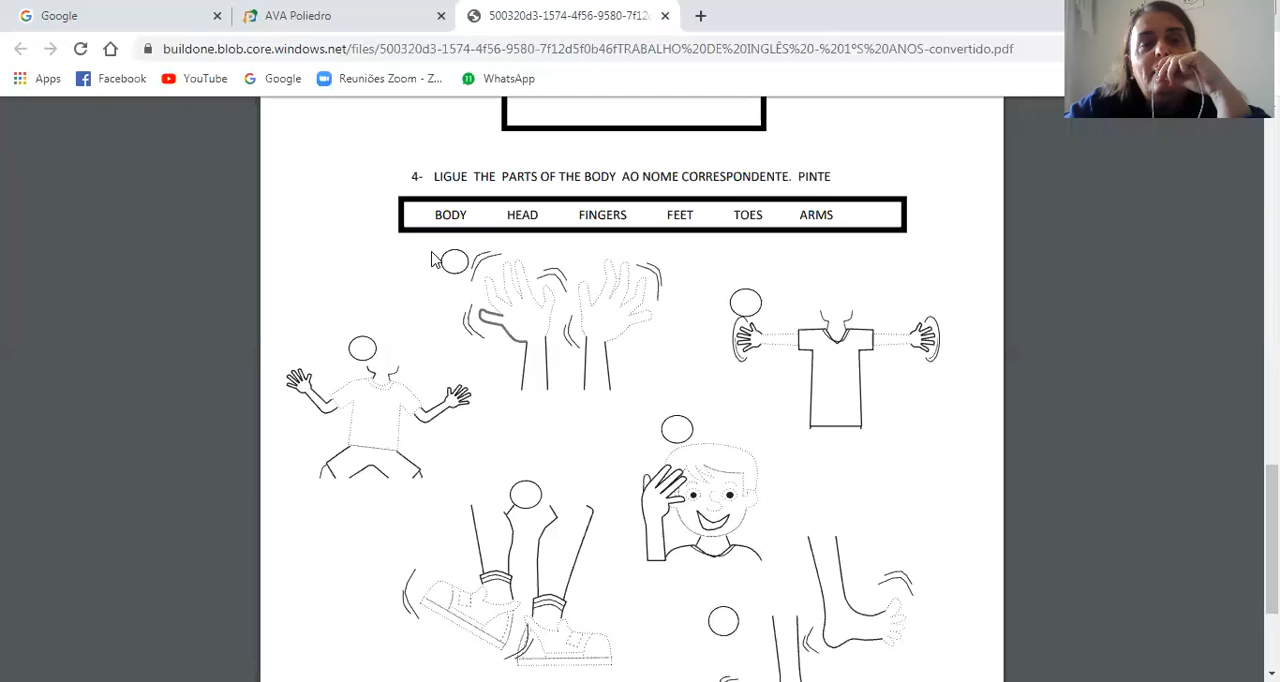 Google
AVA Poliedro
500320d3-1574-4f56-9580-7f12
buildone.blob.core.windows.net/files/500320d3-1574-4f56-9580-7f12d5f0b46fTRABALHO%20DE%20INGLÊS%20-%201ºS%20ANOS-convertido.pdf
Apps Facebook YouTube Google Reuniões Zoom - Z... WhatsApp
4- LIGUE THE PARTS OF THE BODY AO NOME CORRESPONDENTE. PINTE
BODY HEAD FINGERS FEET TOES ARMS